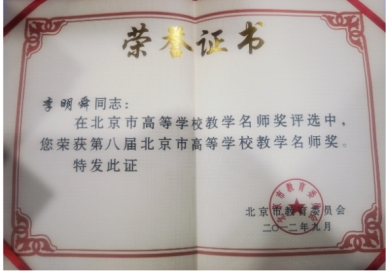 荣誉证书
李明舜同志：
在北京市高等学校教学名师奖评选中，
您荣获第八届北京市高等学校教学名师奖。
特发此证
北京市教育委员会
二〇一二年九月